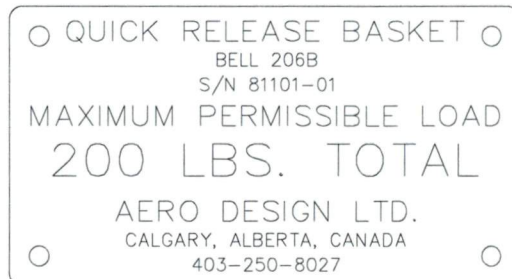 QUICK RELEASE BASKET
BELL 206B
S/N 81101-01
MAXIMUM PERMISSIBLE LOAD
200 LBS. TOTAL
AERO DESIGN LTD.
CALGARY, ALBERTA, CANADA
403-250-8027